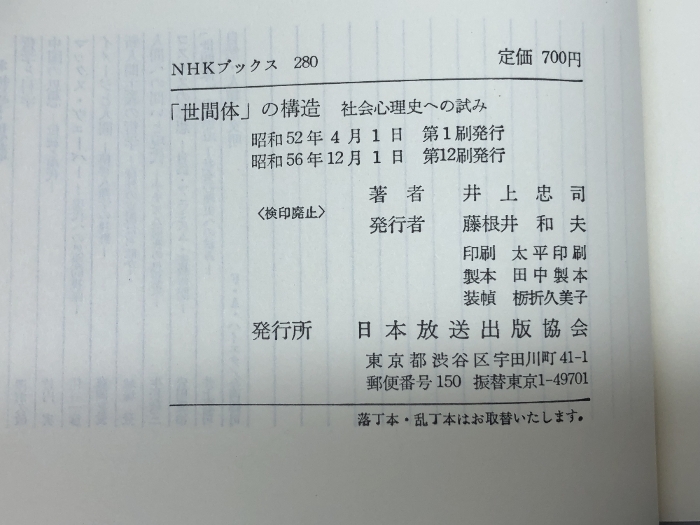 NHKブックス 280 定価 700円
「世間体」の構造 社会心理史への試み
昭和52年4月1日 第1刷発行
昭和56年12月1日 第12刷発行
著者 井上忠司
〈検印廃止〉
発行者 藤根井和夫
印刷 太平印刷
製本 田中製本
装幀 栃折久美子
発行所 日本放送出版協会
東京都渋谷区宇田川町41-1
郵便番号150 振替東京1-49701
落丁本・乱丁本はお取替いたします。